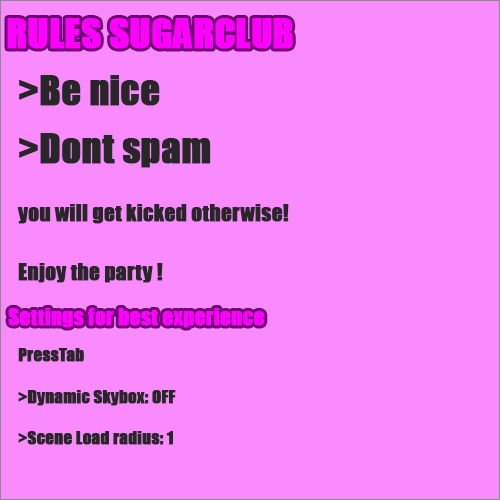 RULES SUGARCLUB
>Be nice
>Dont spam
you will get kicked otherwise!
Enjoy the party !
Settings for best experience
PressTab
>Dynamic Skybox: OFF
>Scene Load radius: 1